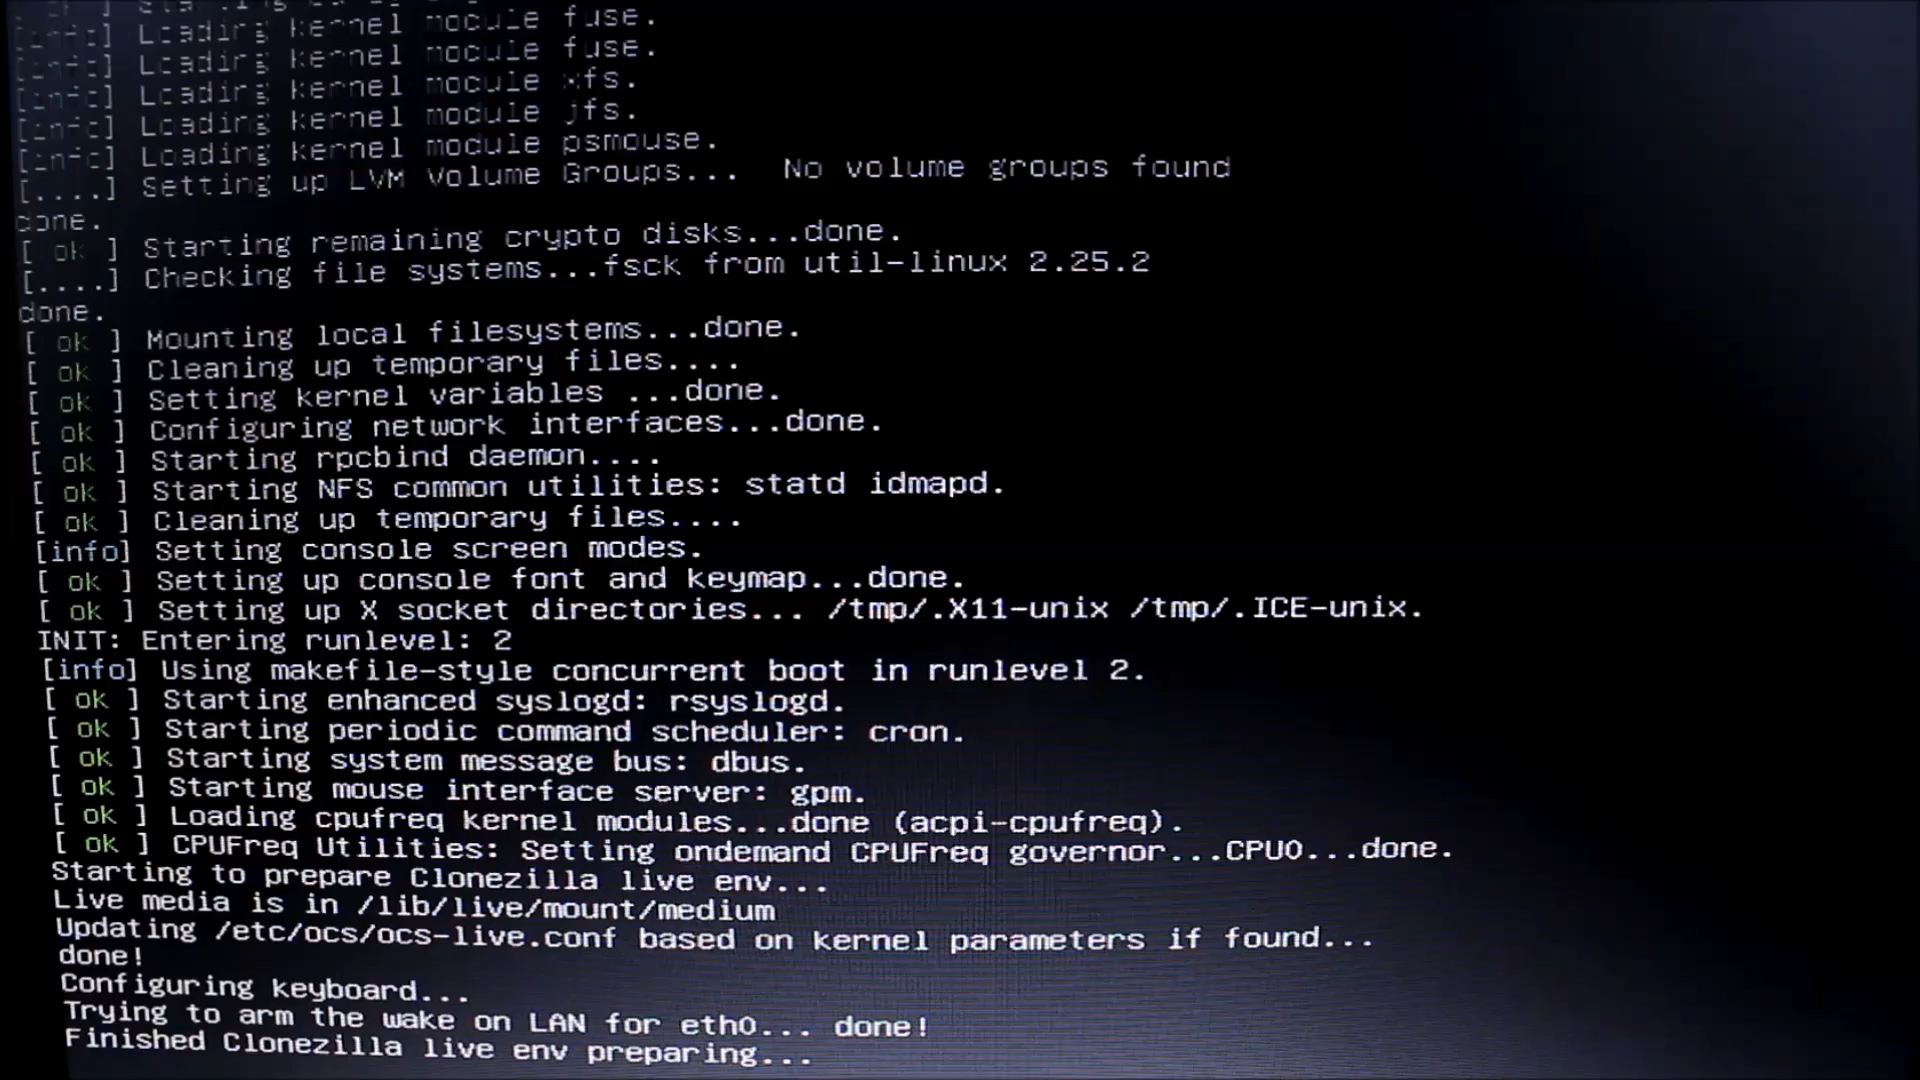 [info] Loading kernel module fuse.
[info] Loading kernel module fuse.
[info] Loading kernel module xfs.
[info] Loading kernel module jfs.
[info] Loading kernel module psmouse.
[....] Setting up LVM Volume Groups... No volume groups found
done.
[ ok ] Starting remaining crypto disks...done.
[....] Checking file systems...fsck from util-linux 2.25.2
done.
[ ok ] Mounting local filesystems...done.
[ ok ] Cleaning up temporary files....
[ ok ] Setting kernel variables ...done.
[ ok ] Configuring network interfaces...done.
[ ok ] Starting rpcbind daemon....
[ ok ] Starting NFS common utilities: statd idmapd.
[ ok ] Cleaning up temporary files....
[info] Setting console screen modes.
[ ok ] Setting up console font and keymap...done.
[ ok ] Setting up X socket directories... /tmp/.X11-unix /tmp/.ICE-unix.
INIT: Entering runlevel: 2
[info] Using makefile-style concurrent boot in runlevel 2.
[ ok ] Starting enhanced syslogd: rsyslogd.
[ ok ] Starting periodic command scheduler: cron.
[ ok ] Starting system message bus: dbus.
[ ok ] Starting mouse interface server: gpm.
[ ok ] Loading cpufreq kernel modules...done (acpi-cpufreq).
[ ok ] CPUFreq Utilities: Setting ondemand CPUFreq governor...CPU0...done.
Starting to prepare Clonezilla live env...
Live media is in /lib/live/mount/medium
Updating /etc/ocs/ocs-live.conf based on kernel parameters if found...
done!
Configuring keyboard...
Trying to arm the wake on LAN for eth0... done!
Finished Clonezilla live env preparing...